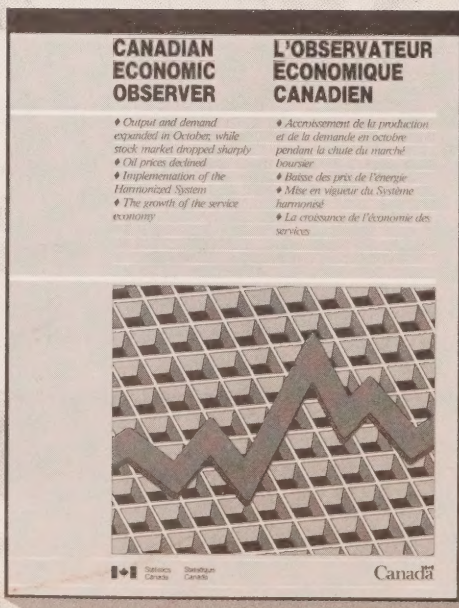 CANADIAN
ECONOMIC
OBSERVER
♦ Output and demand
expanded in October, while
stock market dropped sharply
♦ Oil prices declined
♦ Implementation of the
Harmonized System
♦ The growth of the service
economy
L'OBSERVATEUR
ÉCONOMIQUE
CANADIEN
♦ Accroissement de la production
et de la demande en octobre
pendant la chute du marché
boursier
♦ Baisse des prix de l'énergie
♦ Mise en vigueur du Système
harmonisé
♦ La croissance de l'économie des
services
Statistics
Canada
Statistique
Canada
Canada